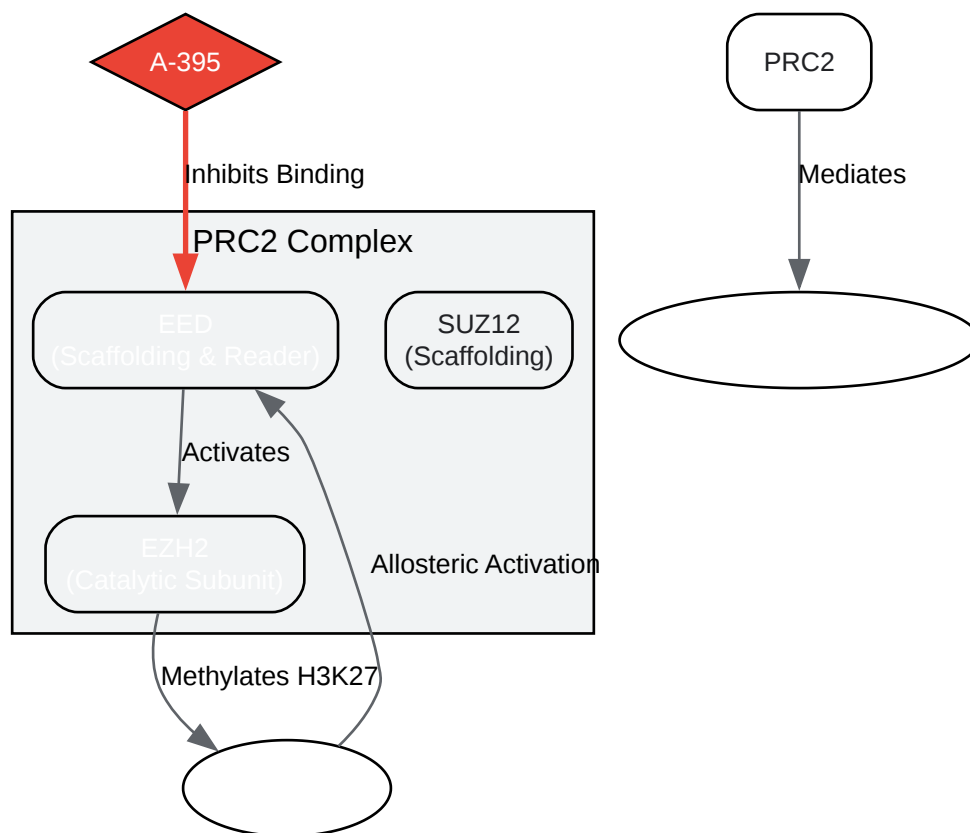 A-395
PRC2
Inhibits Binding
Mediates
PRC2 Complex
EED
(Scaffolding & Reader)
SUZ12
(Scaffolding)
Activates
EZH2
(Catalytic Subunit)
Allosteric Activation
Methylates H3K27